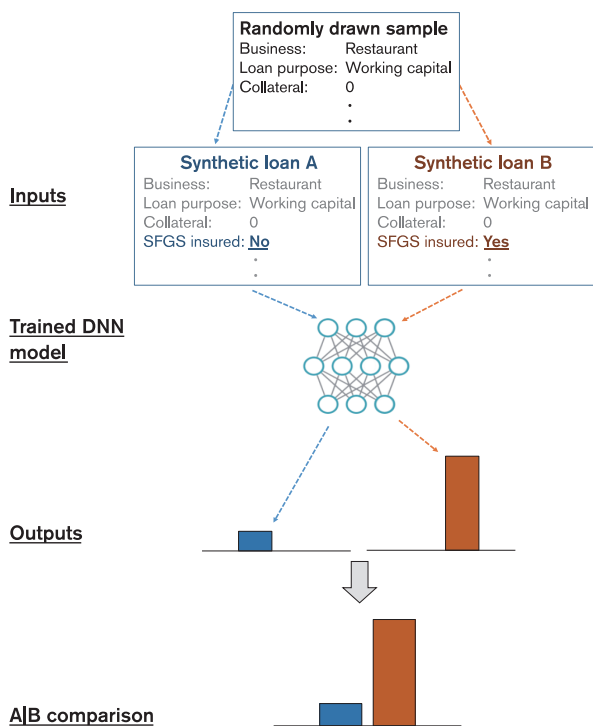 Randomly drawn sample
Business: Restaurant
Loan purpose: Working capital
Collateral: 0
.
.
Inputs
Synthetic loan A
Business: Restaurant
Loan purpose: Working capital
Collateral: 0
SFGS insured: No
.
.
Synthetic loan B
Business: Restaurant
Loan purpose: Working capital
Collateral: 0
SFGS insured: Yes
.
.
Trained DNN
model
Outputs
A|B comparison